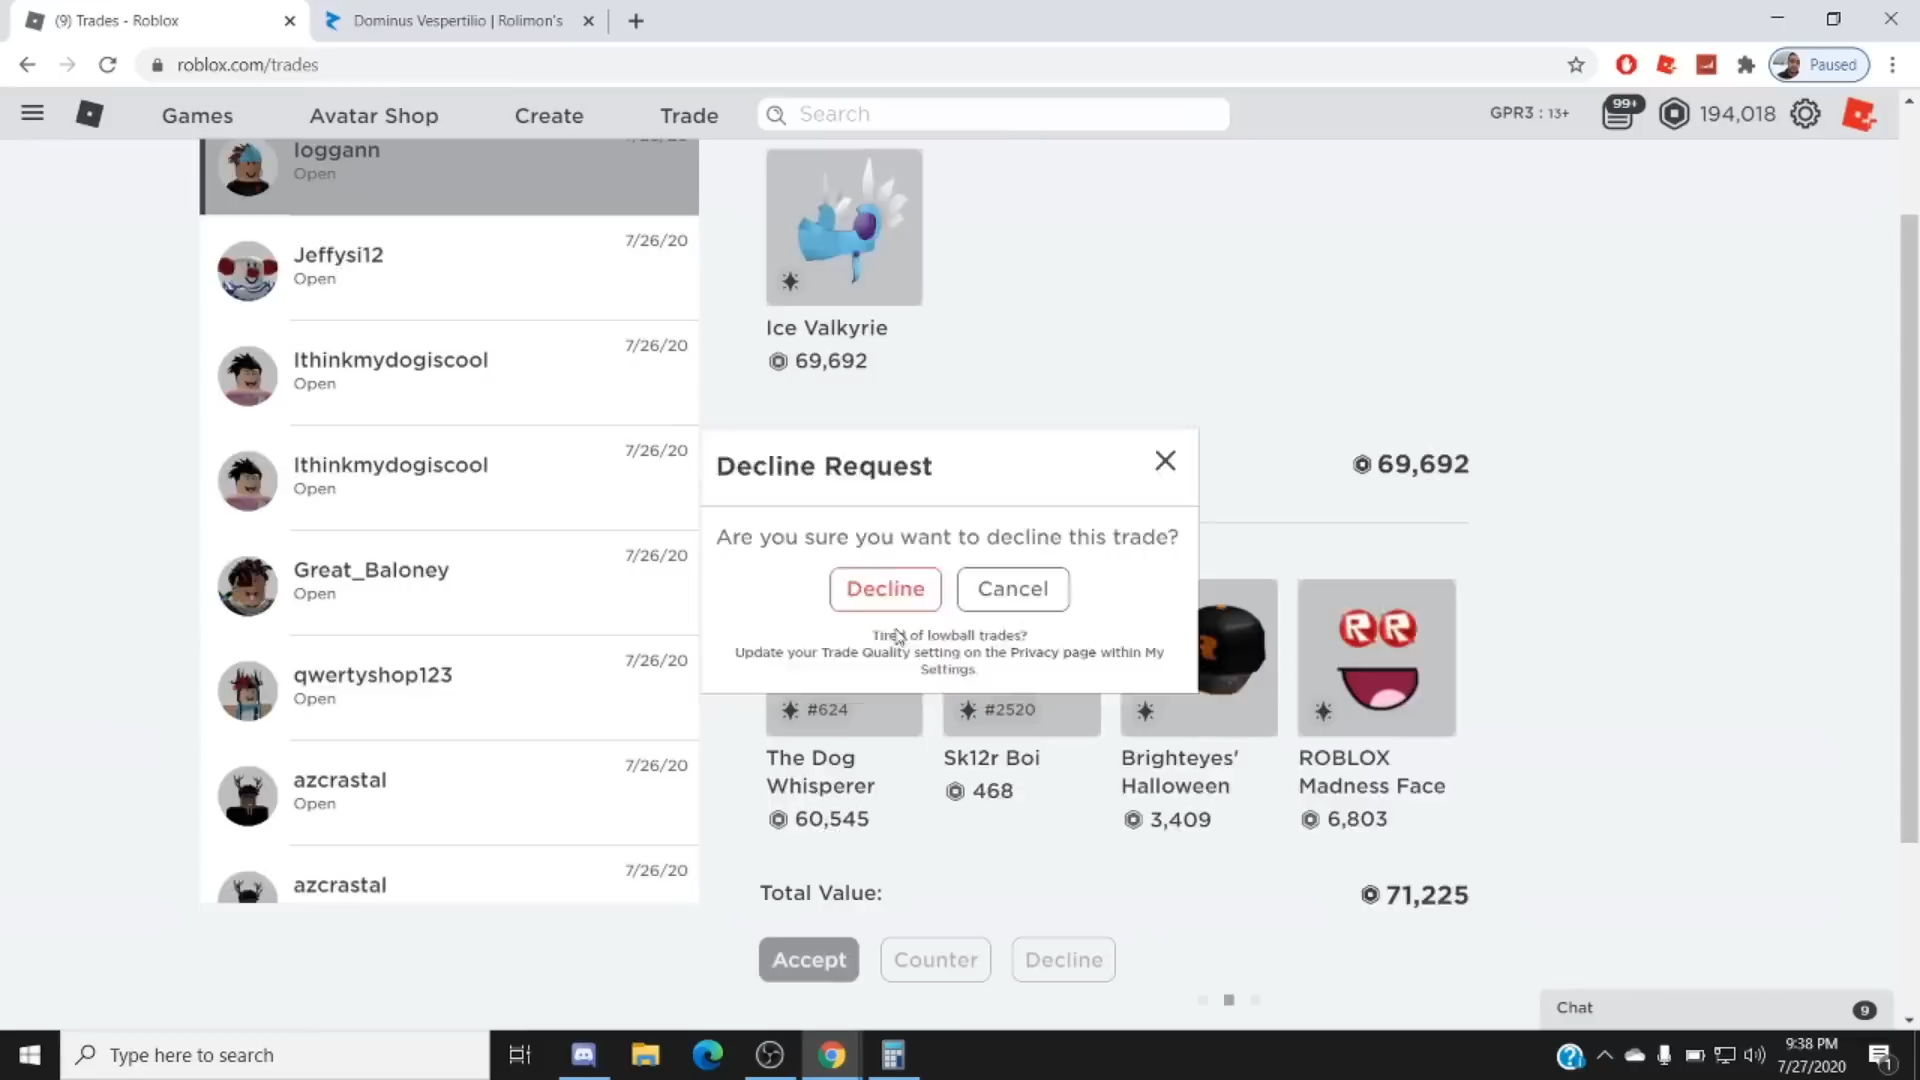 (9) Trades - Roblox
Dominus Vespertilio | Rolimon's
roblox.com/trades
Paused
Games
Avatar Shop
Create
Trade
Search
GPR3 : 13+
99+
194,018
loggann
Open
Jeffysi12
7/26/20
Open
Ithinkmydogiscool
7/26/20
Open
Ithinkmydogiscool
7/26/20
Open
Great_Baloney
7/26/20
Open
qwertyshop123
7/26/20
Open
azcrastal
7/26/20
Open
azcrastal
7/26/20
Ice Valkyrie
69,692
69,692
Decline Request
Are you sure you want to decline this trade?
Decline
Cancel
Tired of lowball trades?
Update your Trade Quality setting on the Privacy page within My
Settings.
#624
#2520
The Dog
Whisperer
60,545
Sk12r Boi
468
Brighteyes'
Halloween
3,409
ROBLOX
Madness Face
6,803
Total Value:
71,225
Accept
Counter
Decline
Chat
9
Type here to search
9:38 PM
7/27/2020
1